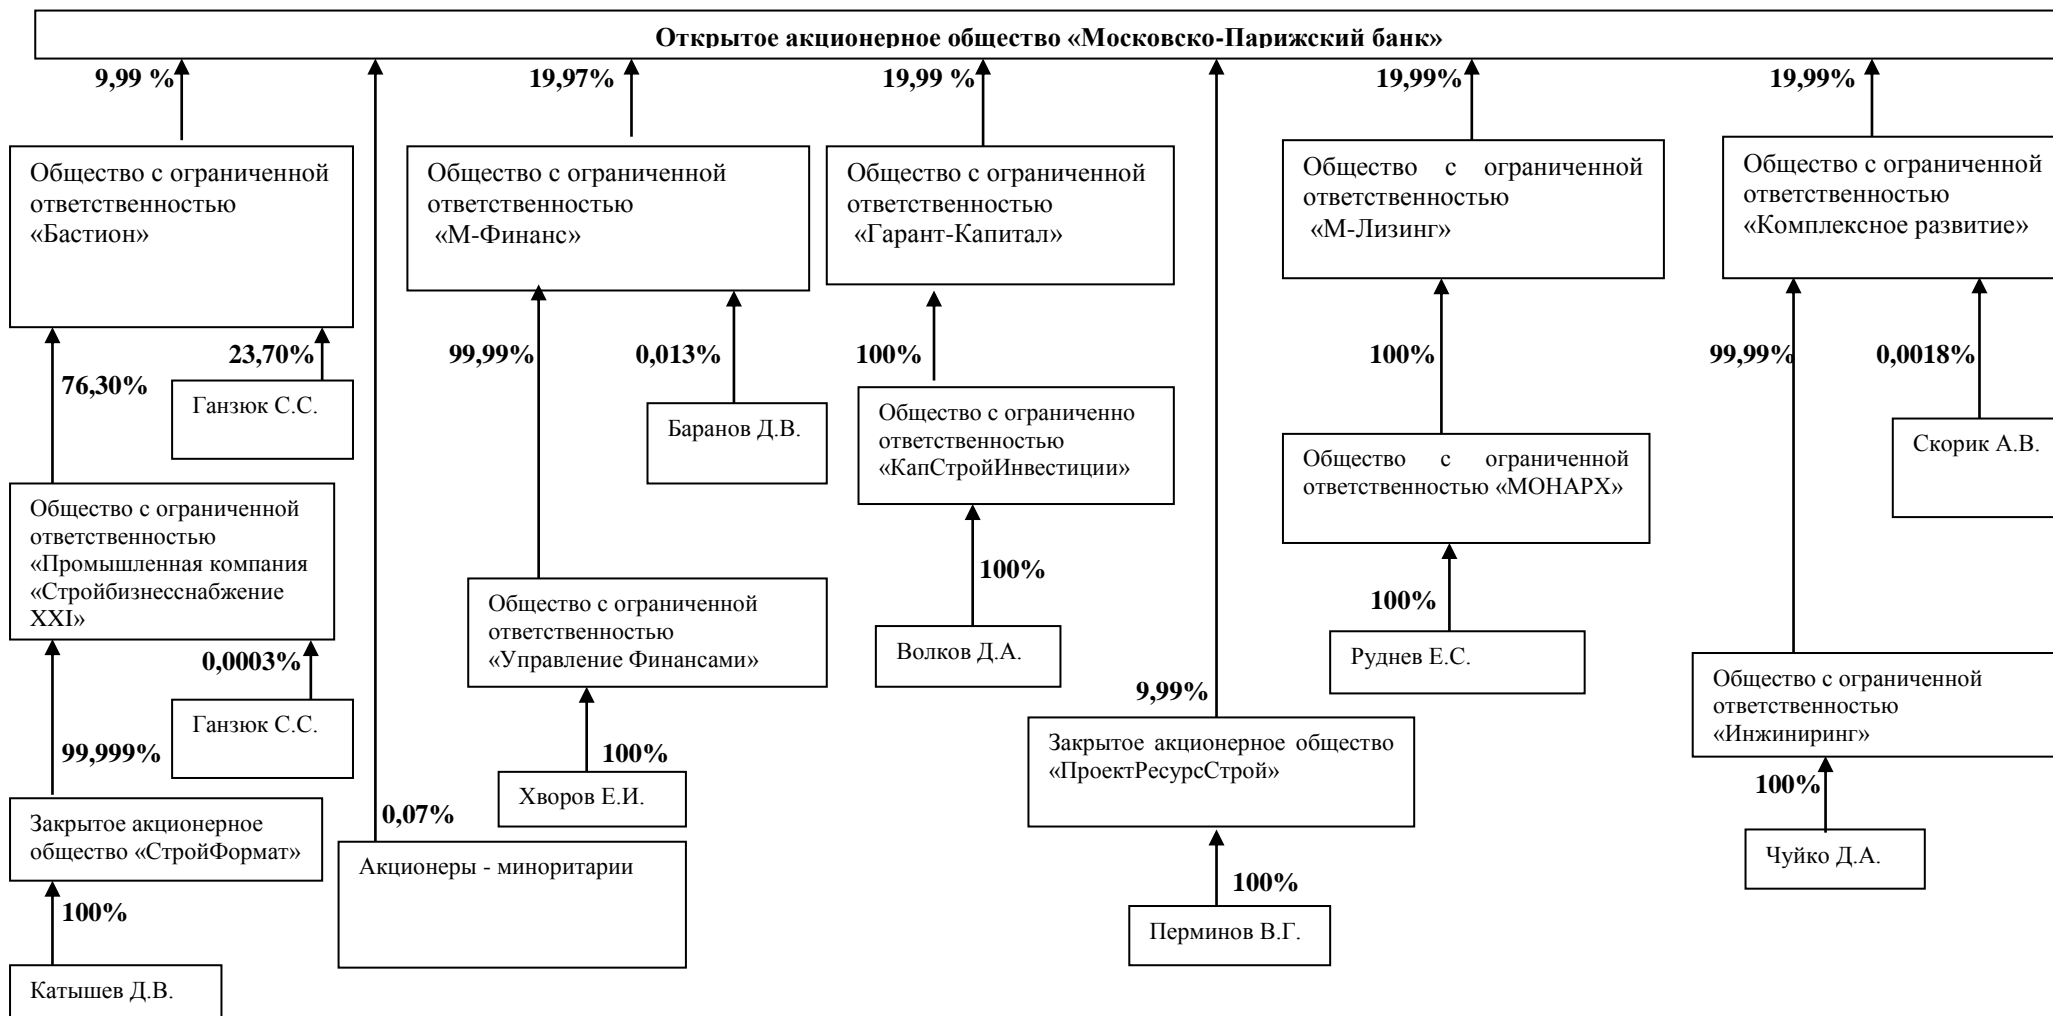 Открытое акционерное общество «Московско-Парижский банк»
9,99 %
19,97%
19,99 %
19,99%
19,99%
Общество с ограниченной
ответственностью
«Бастион»
Общество с ограниченной
ответственностью
«М-Финанс»
Общество с ограниченной
ответственностью
«Гарант-Капитал»
Общество с ограниченной
ответственностью
«М-Лизинг»
Общество с ограниченной
ответственностью
«Комплексное развитие»
23,70%
76,30%
99,99%
0,013%
100%
100%
99,99%
0,0018%
Ганзюк С.С.
Баранов Д.В.
Общество с ограниченно
ответственностью
«КапСтройИнвестиции»
Общество с ограниченной
ответственностью «МОНАРХ»
Скорик А.В.
Общество с ограниченной
ответственностью
«Промышленная компания
«Стройбизнесснабжение
XXI»
100%
100%
Общество с ограниченной
ответственностью
«Управление Финансами»
Волков Д.А.
Руднев Е.С.
0,0003%
9,99%
Общество с ограниченной
ответственностью
«Инжиниринг»
Ганзюк С.С.
99,999%
100%
Закрытое акционерное общество
«ПроектРесурсСтрой»
100%
Хворов Е.И.
0,07%
Закрытое акционерное
общество «СтройФормат»
Акционеры - миноритарии
Чуйко Д.А.
100%
100%
Перминов В.Г.
Катышев Д.В.